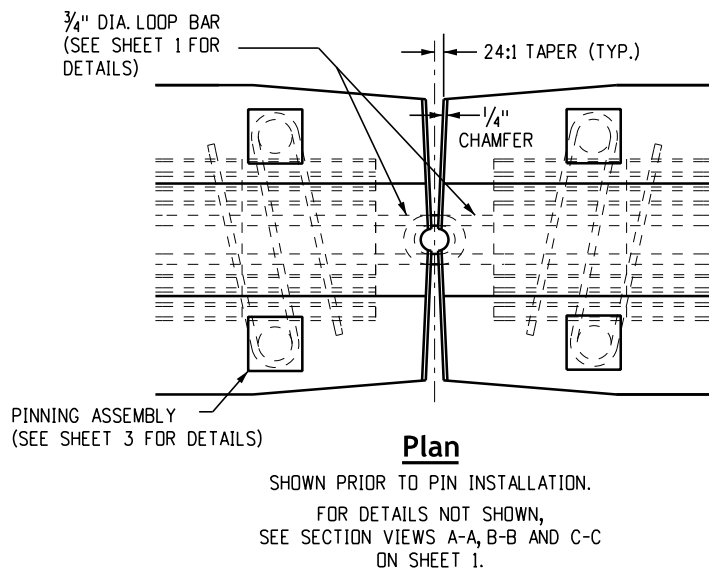 ¾" DIA. LOOP BAR
(SEE SHEET 1 FOR
DETAILS)
24:1 TAPER (TYP.)
¼"
CHAMFER
PINNING ASSEMBLY
(SEE SHEET 3 FOR DETAILS)
Plan
SHOWN PRIOR TO PIN INSTALLATION.
FOR DETAILS NOT SHOWN,
SEE SECTION VIEWS A-A, B-B AND C-C
ON SHEET 1.